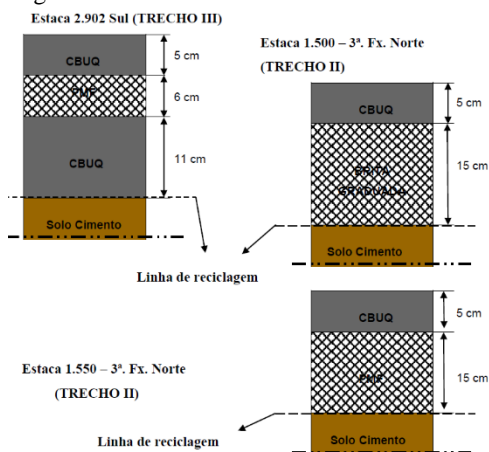 Estaca 2.902 Sul (TRECHO III)
CBUQ
5 cm
PMF
6 cm
CBUQ
11 cm
Solo Cimento
Estaca 1.500 – 3ª. Fx. Norte
(TRECHO II)
CBUQ
5 cm
BRITA
GRADUADA
15 cm
Solo Cimento
Linha de reciclagem
Estaca 1.550 – 3ª. Fx. Norte
(TRECHO II)
CBUQ
5 cm
PMF
15 cm
Solo Cimento
Linha de reciclagem